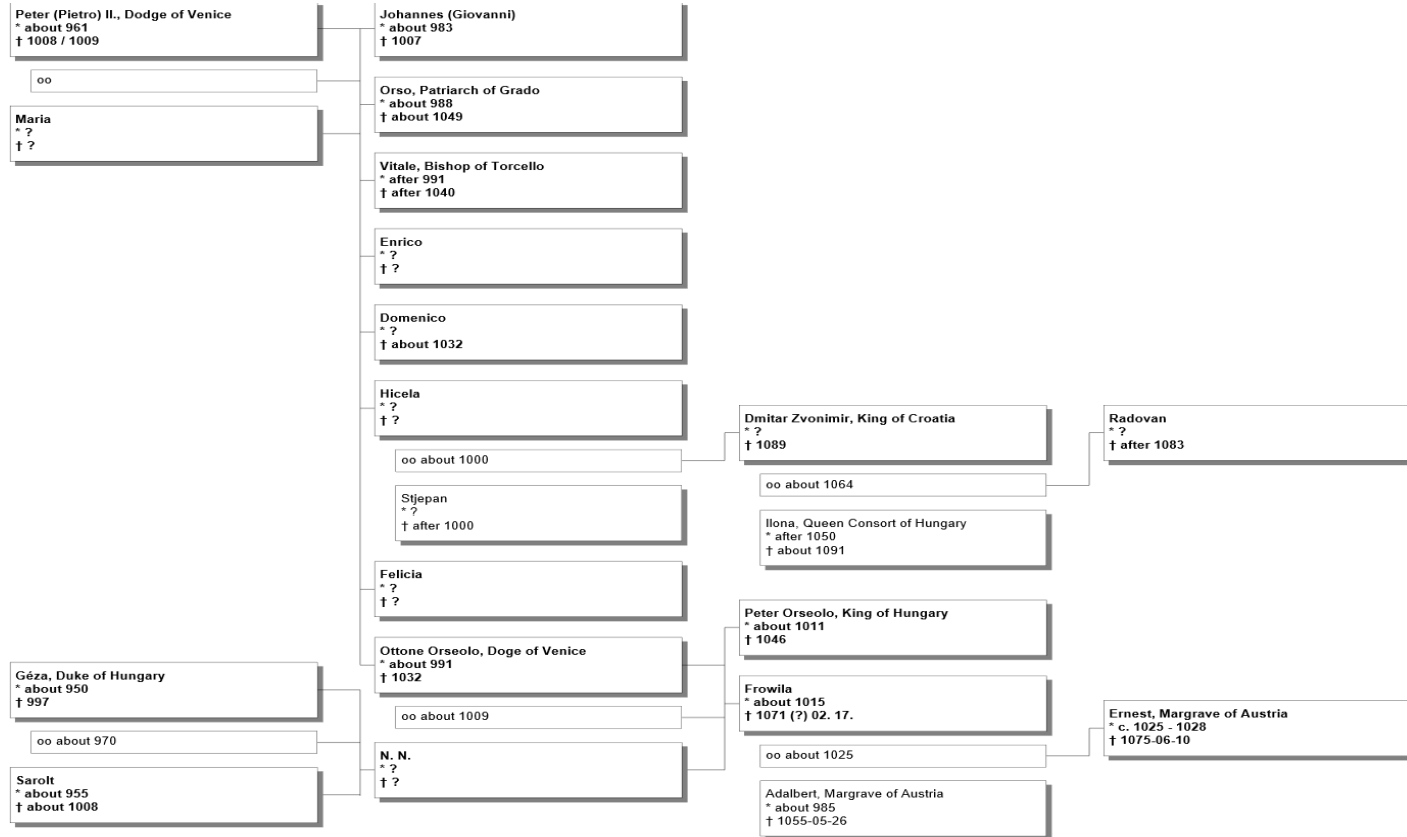 Peter (Pietro) II., Dodge of Venice
* about 961
† 1008 / 1009
oo
Maria
* ?
† ?
Johannes (Giovanni)
* about 983
† 1007
Orso, Patriarch of Grado
* about 988
† about 1049
Vitale, Bishop of Torcello
* after 991
† after 1040
Enrico
* ?
† ?
Domenico
* ?
† about 1032
Hicela
* ?
† ?
oo about 1000
Stjepan
* ?
† after 1000
Dmitar Zvonimir, King of Croatia
* ?
† 1089
oo about 1064
Ilona, Queen Consort of Hungary
* after 1050
† about 1091
Radovan
* ?
† after 1083
Felicia
* ?
† ?
Géza, Duke of Hungary
* about 950
† 997
oo about 970
Sarolt
* about 955
† about 1008
Ottone Orseolo, Doge of Venice
* about 991
† 1032
oo about 1009
N. N.
* ?
† ?
Peter Orseolo, King of Hungary
* about 1011
† 1046
Frowila
* about 1015
† 1071 (?) 02. 17.
oo about 1025
Adalbert, Margrave of Austria
* about 985
† 1055-05-26
Ernest, Margrave of Austria
* c. 1025 - 1028
† 1075-06-10